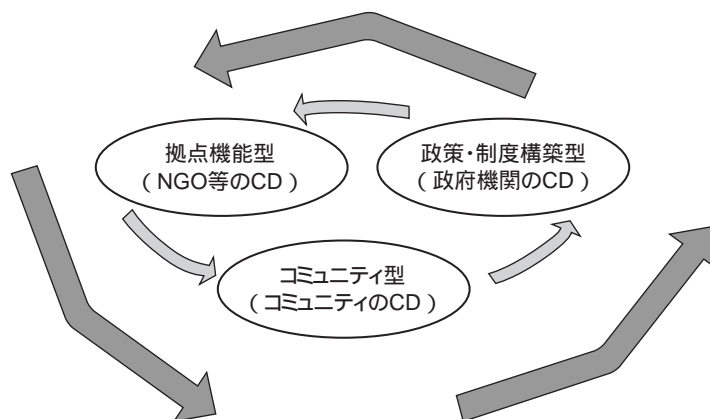 拠点機能型
（NGO等のCD）
政策・制度構築型
（政府機関のCD）
コミュニティ型
（コミュニティのCD）